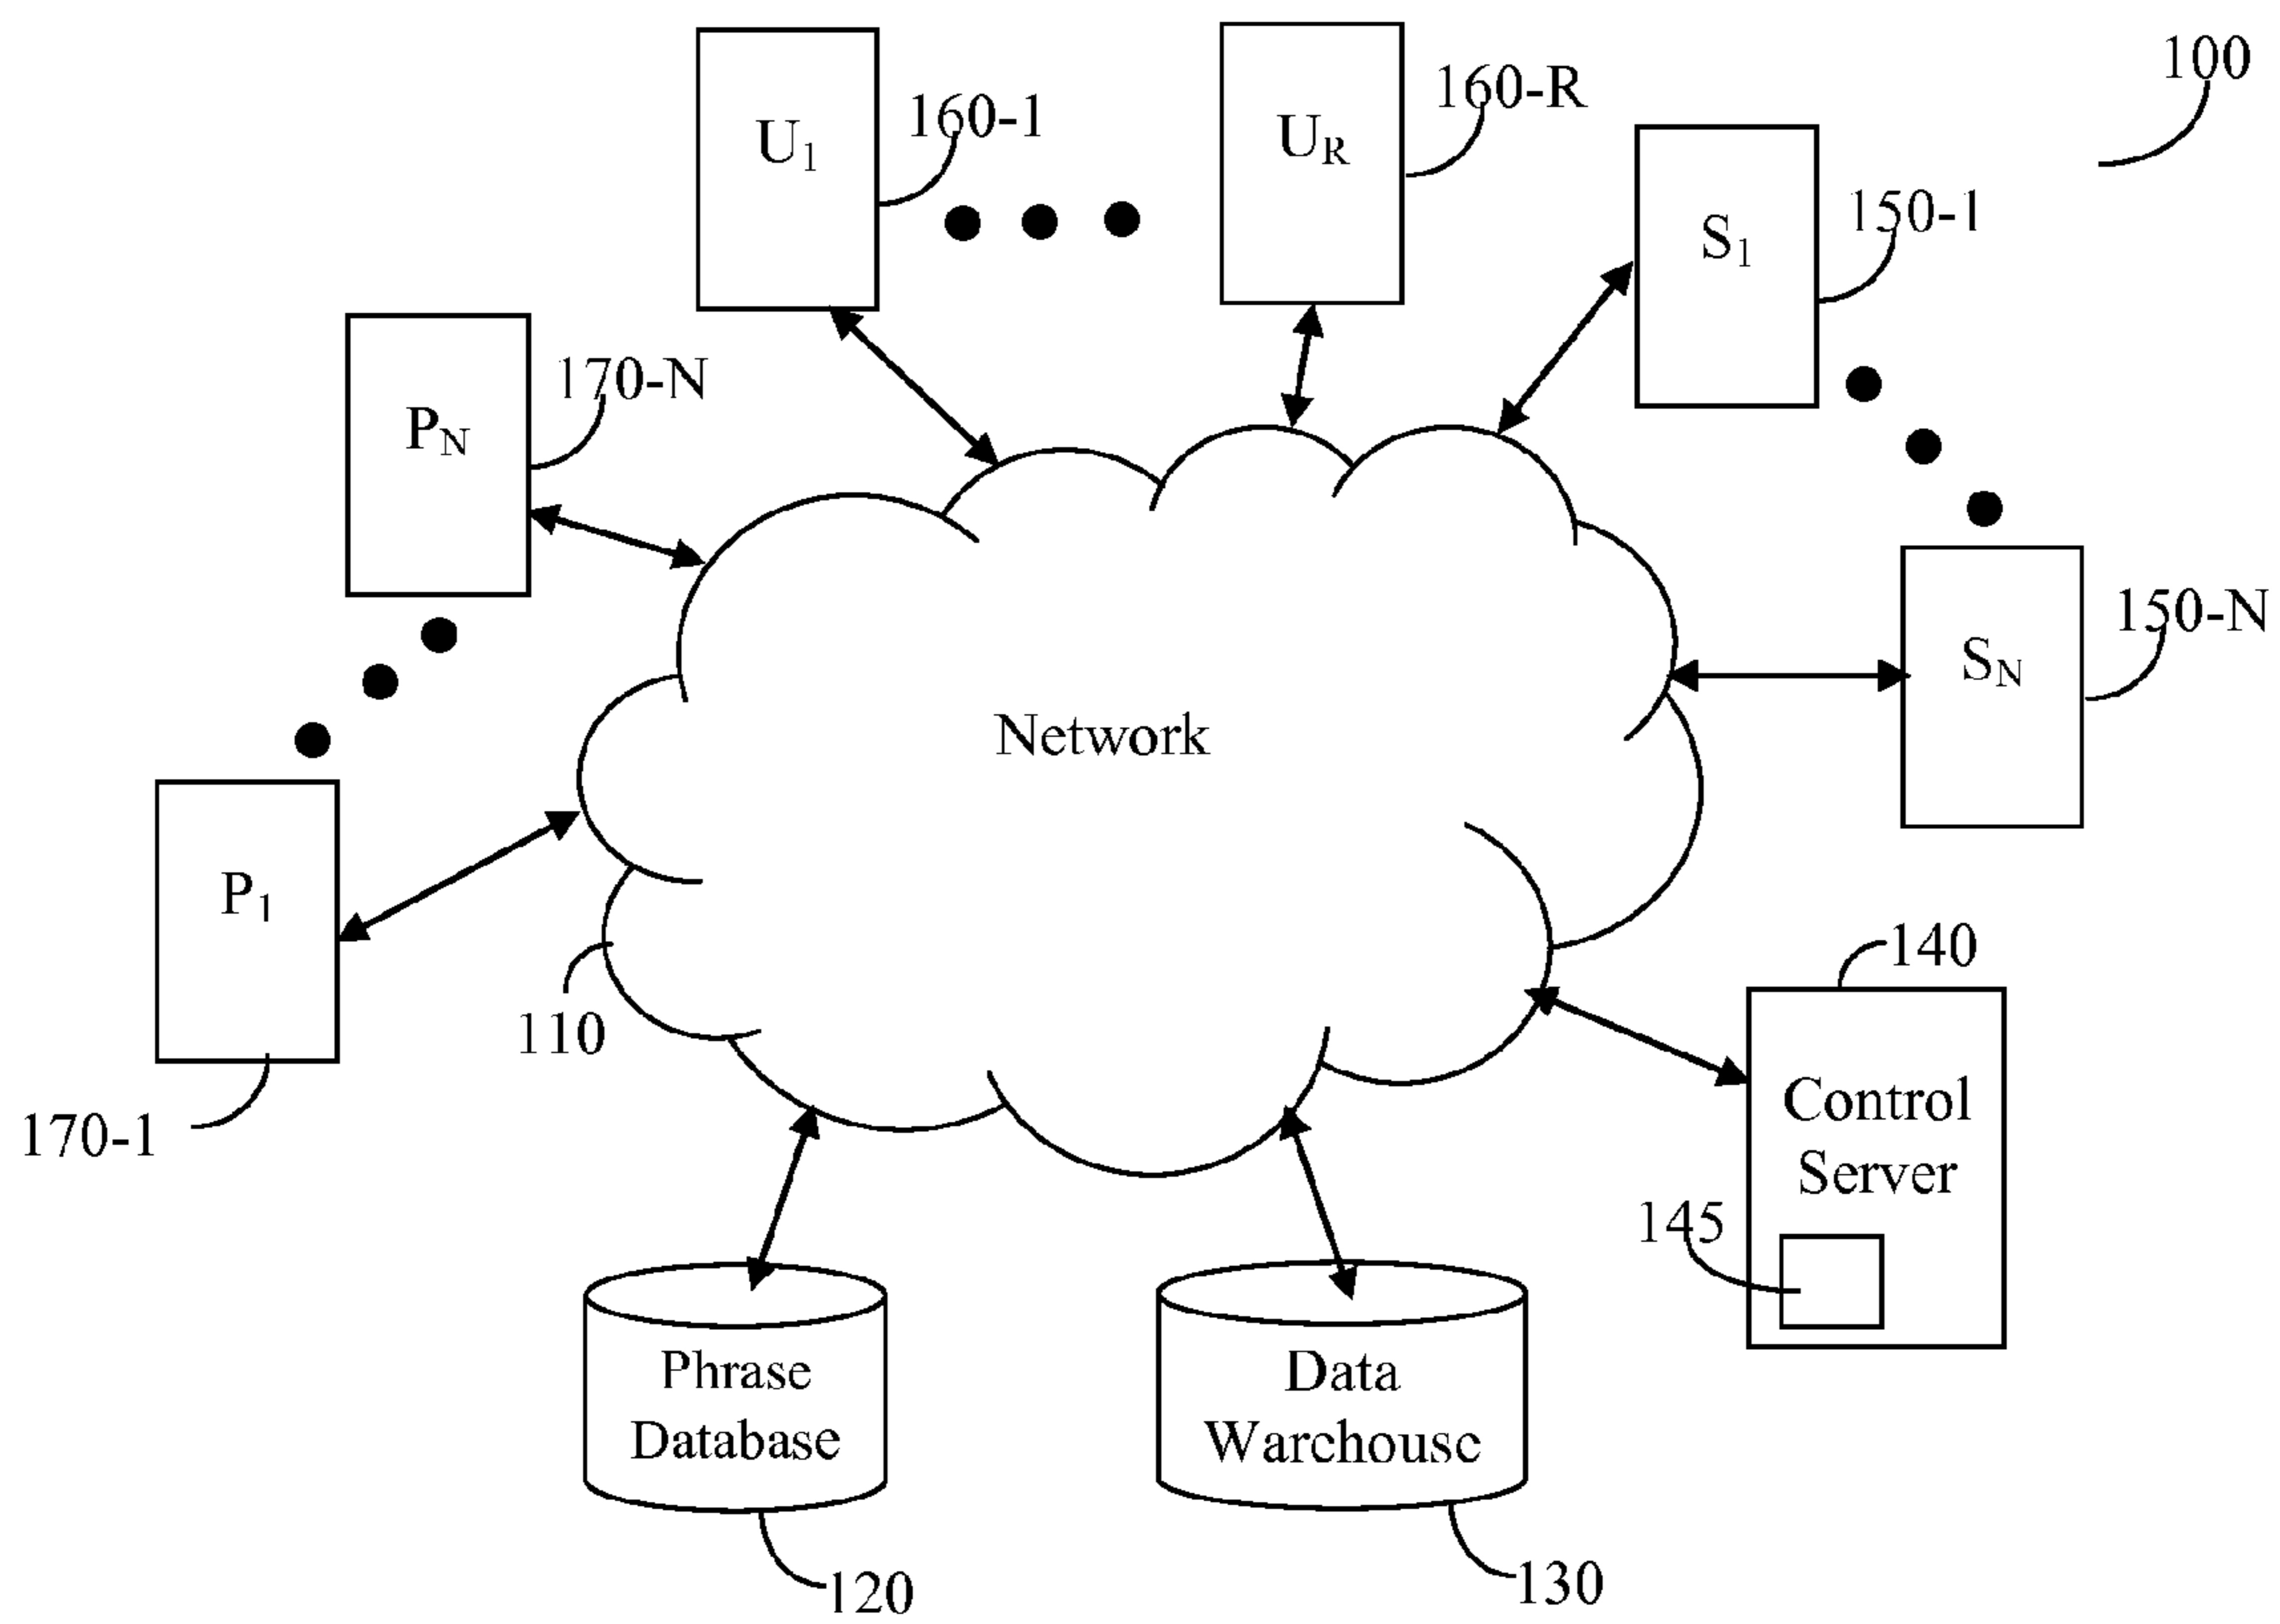 100
U1
160-1
UR
160-R
S1
150-1
PN
170-N
SN
150-N
Network
P1
170-1
110
140
Control
Server
145
Phrase
Database
120
Data
Warehouse
130